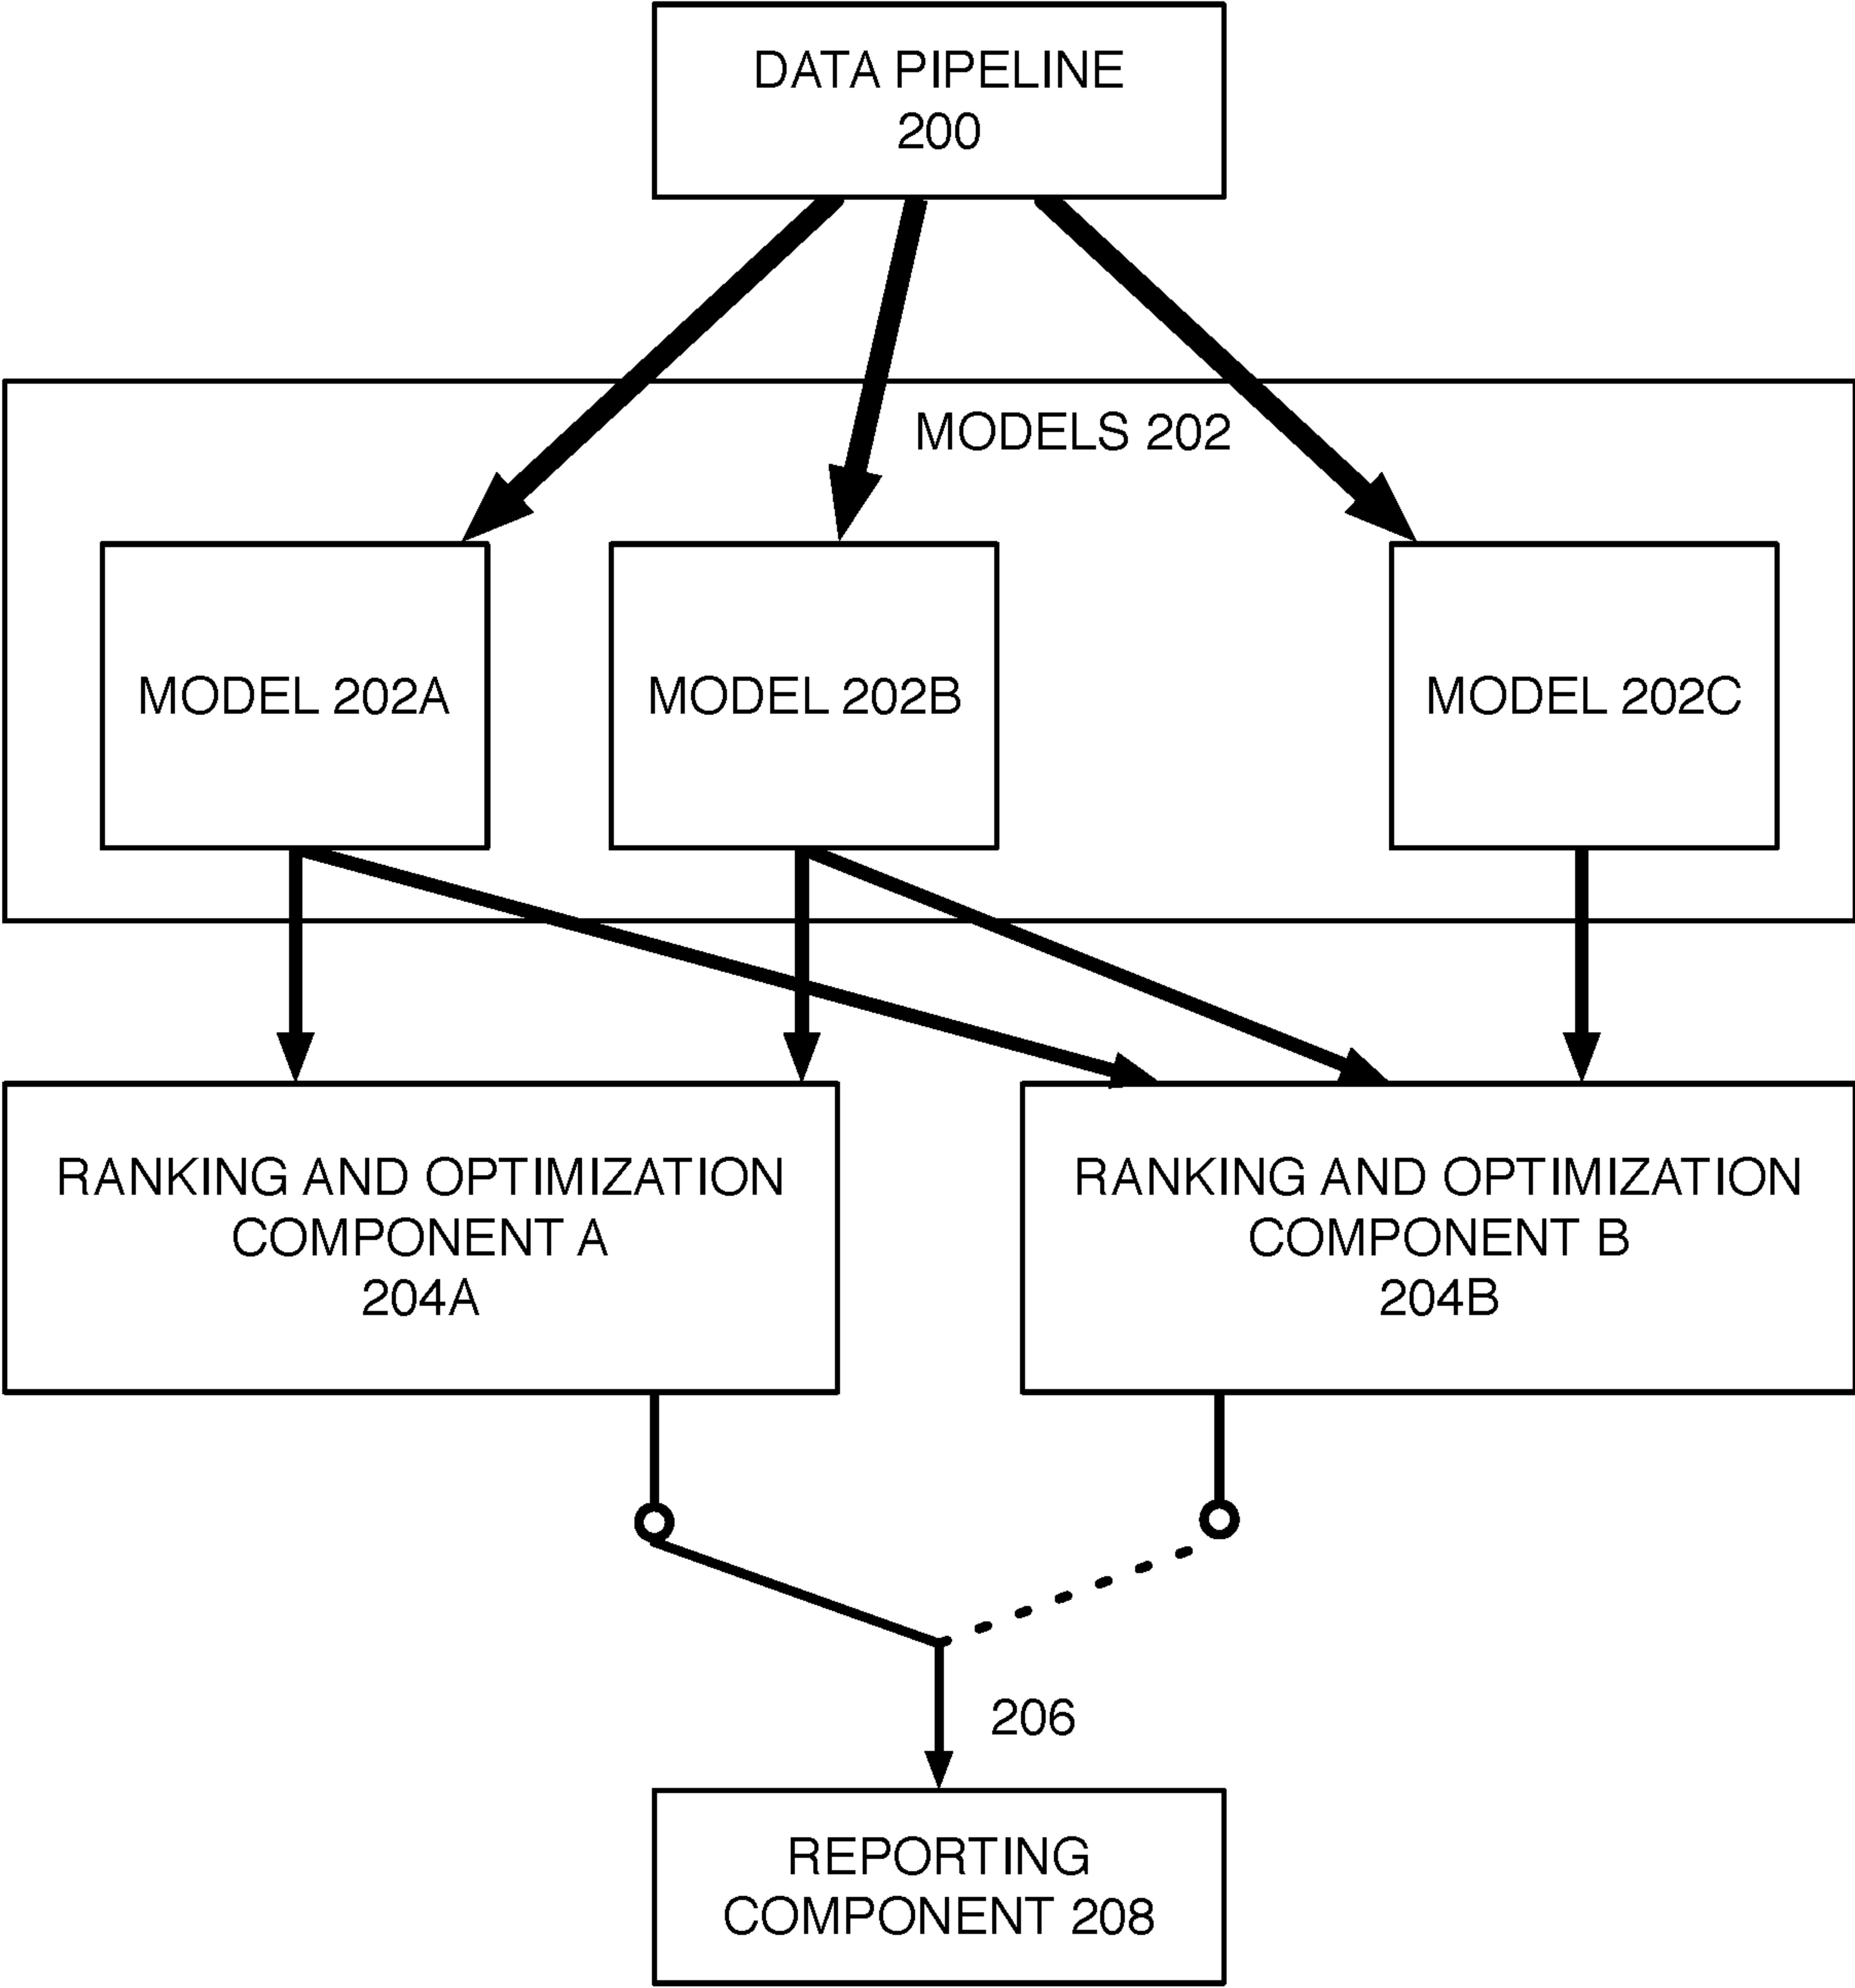 DATA PIPELINE
200
MODELS 202
MODEL 202A
MODEL 202B
MODEL 202C
RANKING AND OPTIMIZATION
COMPONENT A
204A
RANKING AND OPTIMIZATION
COMPONENT B
204B
206
REPORTING
COMPONENT 208